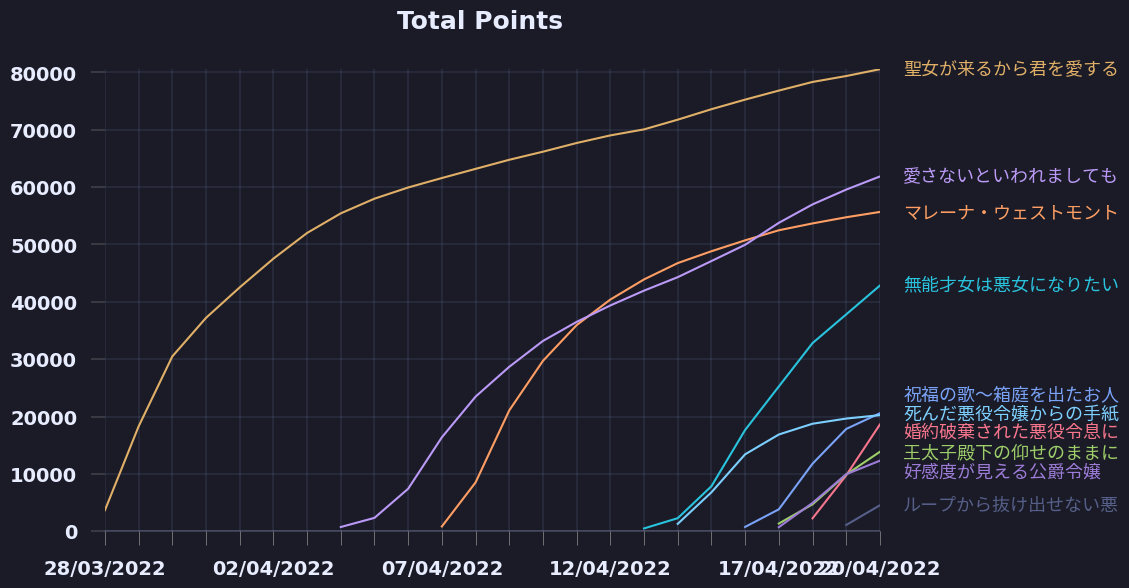 Total Points
80000
70000
60000
50000
40000
30000
20000
10000
0
28/03/2022
02/04/2022
07/04/2022
12/04/2022
17/04/2022
20/04/2022
聖女が来るから君を愛する
愛さないといわれましても
マレーナ・ウェストモント
無能才女は悪女になりたい
祝福の歌～箱庭を出たお人
死んだ悪役令嬢からの手紙
婚約破棄された悪役令息に
王太子殿下の仰せのままに
好感度が見える公爵令嬢
ループから抜け出せない悪